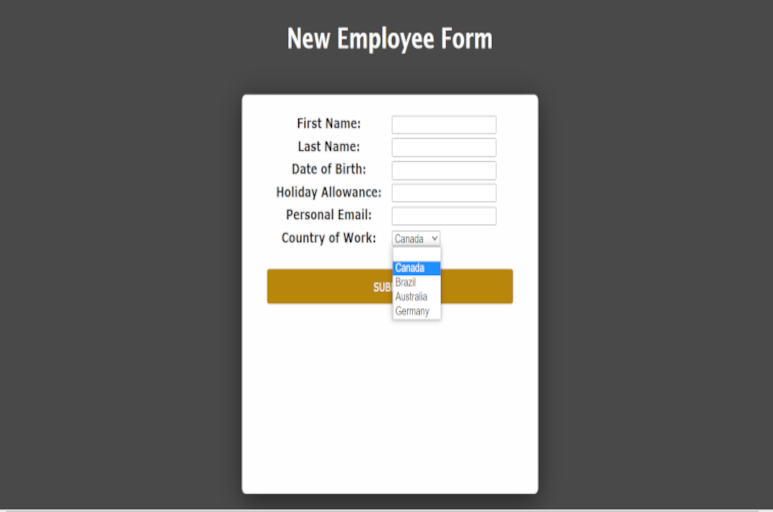 New Employee Form
First Name:
Last Name:
Date of Birth:
Holiday Allowance:
Personal Email:
Country of Work: Canada
Canada
Brazil
Australia
Germany
SUB